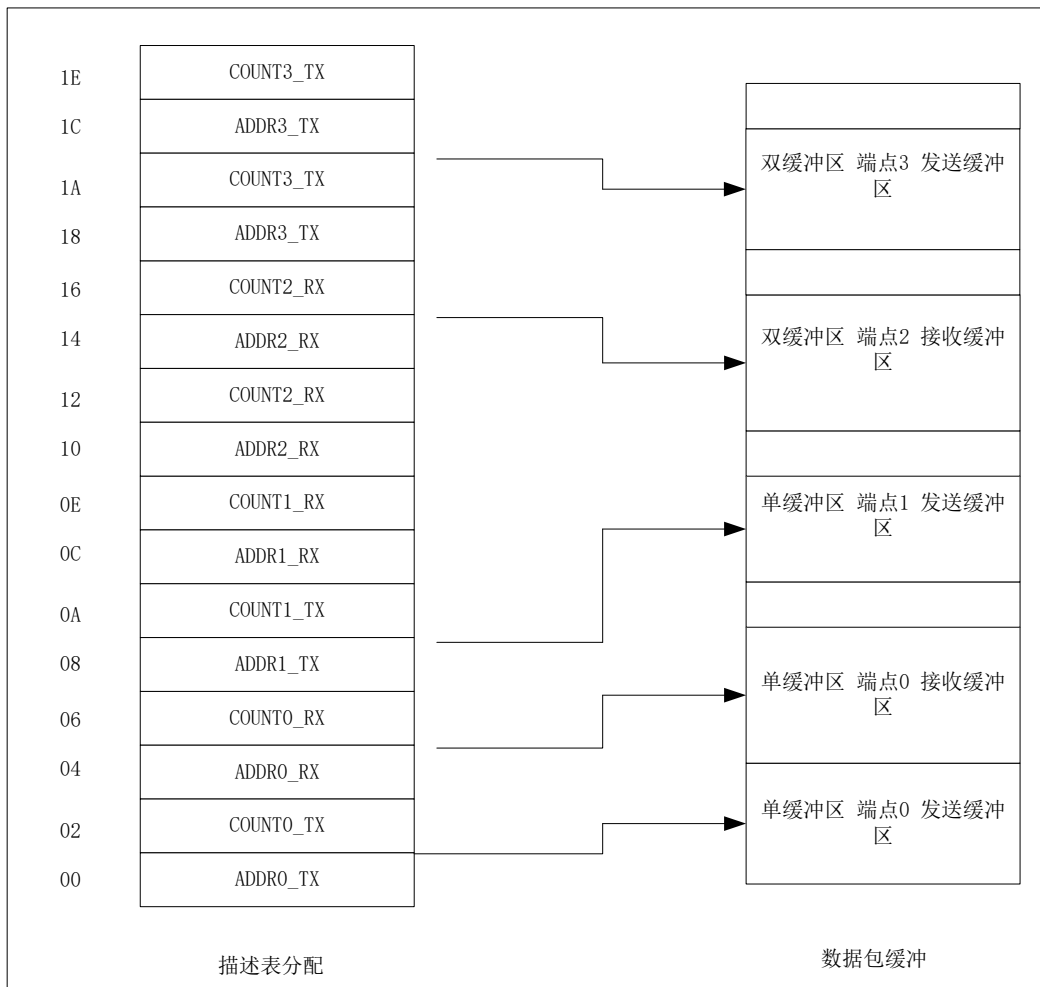 1E COUNT3_TX
1C ADDR3_TX
1A COUNT3_TX
18 ADDR3_TX
16 COUNT2_RX
14 ADDR2_RX
12 COUNT2_RX
10 ADDR2_RX
0E COUNT1_RX
0C ADDR1_RX
0A COUNT1_TX
08 ADDR1_TX
06 COUNT0_RX
04 ADDR0_RX
02 COUNT0_TX
00 ADDR0_TX
描述表分配
双缓冲区 端点3 发送缓冲
区
双缓冲区 端点2 接收缓冲
区
单缓冲区 端点1 发送缓冲
区
单缓冲区 端点0 接收缓冲
区
单缓冲区 端点0 发送缓冲
区
数据包缓冲